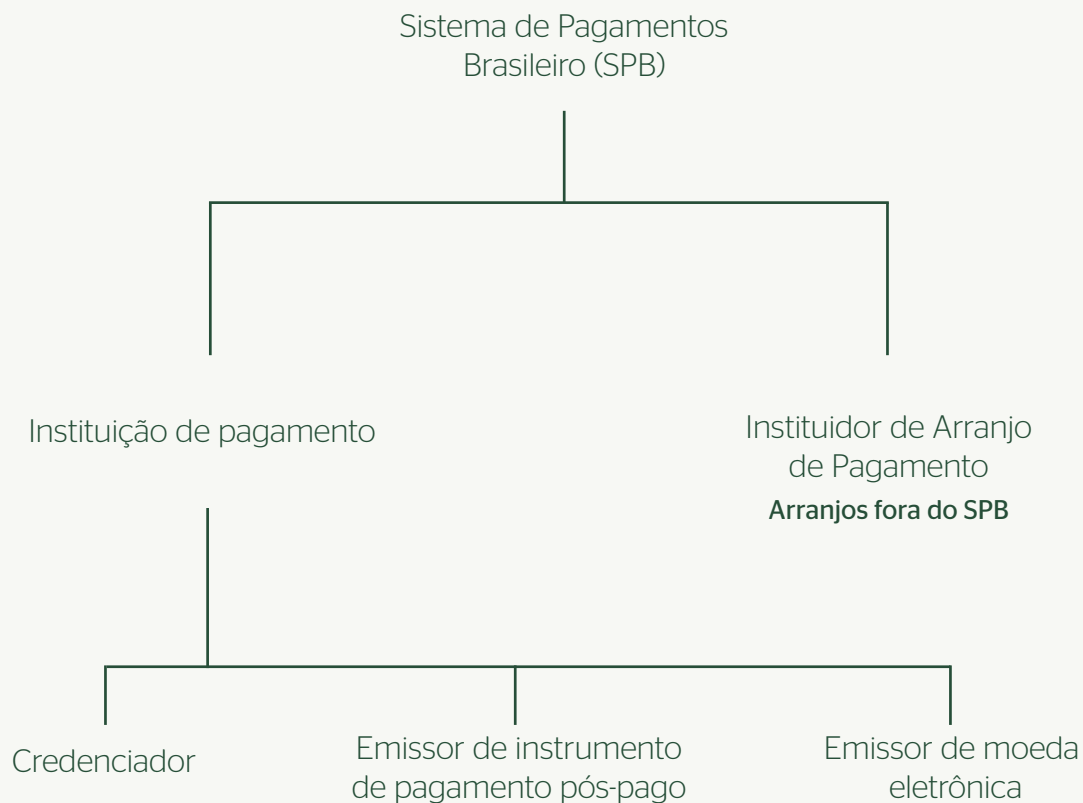 Sistema de Pagamentos
Brasileiro (SPB)
Instituição de pagamento
Instituidor de Arranjo
de Pagamento
Arranjos fora do SPB
Credenciador
Emissor de instrumento
de pagamento pós-pago
Emissor de moeda
eletrônica